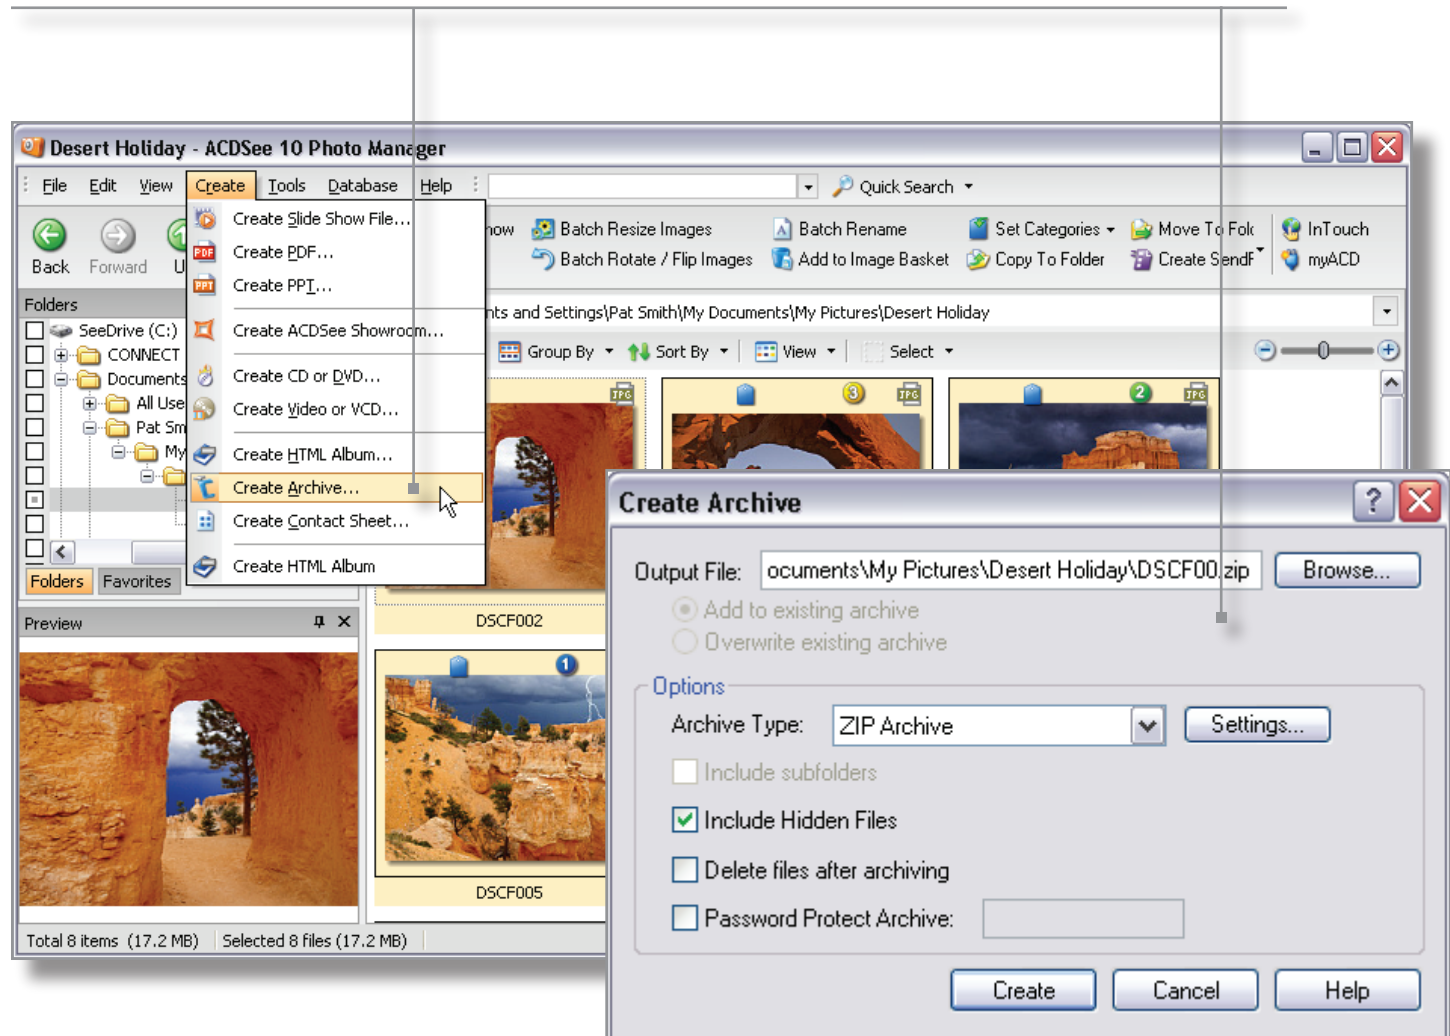 Desert Holiday - ACDSee 10 Photo Manager
File Edit View Create Tools Database Help Quick Search
Create Slide Show File...
Create PDF...
Create PPT...
Create ACDSee Showroom...
Create CD or DVD...
Create Video or VCD...
Create HTML Album...
Create Archive...
Create Contact Sheet...
Create HTML Album
Back Forward U
how Batch Resize Images Batch Rename Set Categories Move To Fol InTouch
Batch Rotate / Flip Images Add to Image Basket Copy To Folder Create SendF myACD
nts and Settings\Pat Smith\My Documents\My Pictures\Desert Holiday
Group By Sort By View Select
Folders
SeeDrive (C:)
CONNECT
Documents
All Use
Pat Sm
My
Folders Favorites
JPG 3 JPG 2 JPG
DSCF002
Preview
1
DSCF005
Total 8 items (17.2 MB) Selected 8 files (17.2 MB)
Create Archive
Output File: ocuments\My Pictures\Desert Holiday\DSCF00.zip Browse...
Add to existing archive
Overwrite existing archive
Options
Archive Type: ZIP Archive Settings...
Include subfolders
Include Hidden Files
Delete files after archiving
Password Protect Archive:
Create Cancel Help